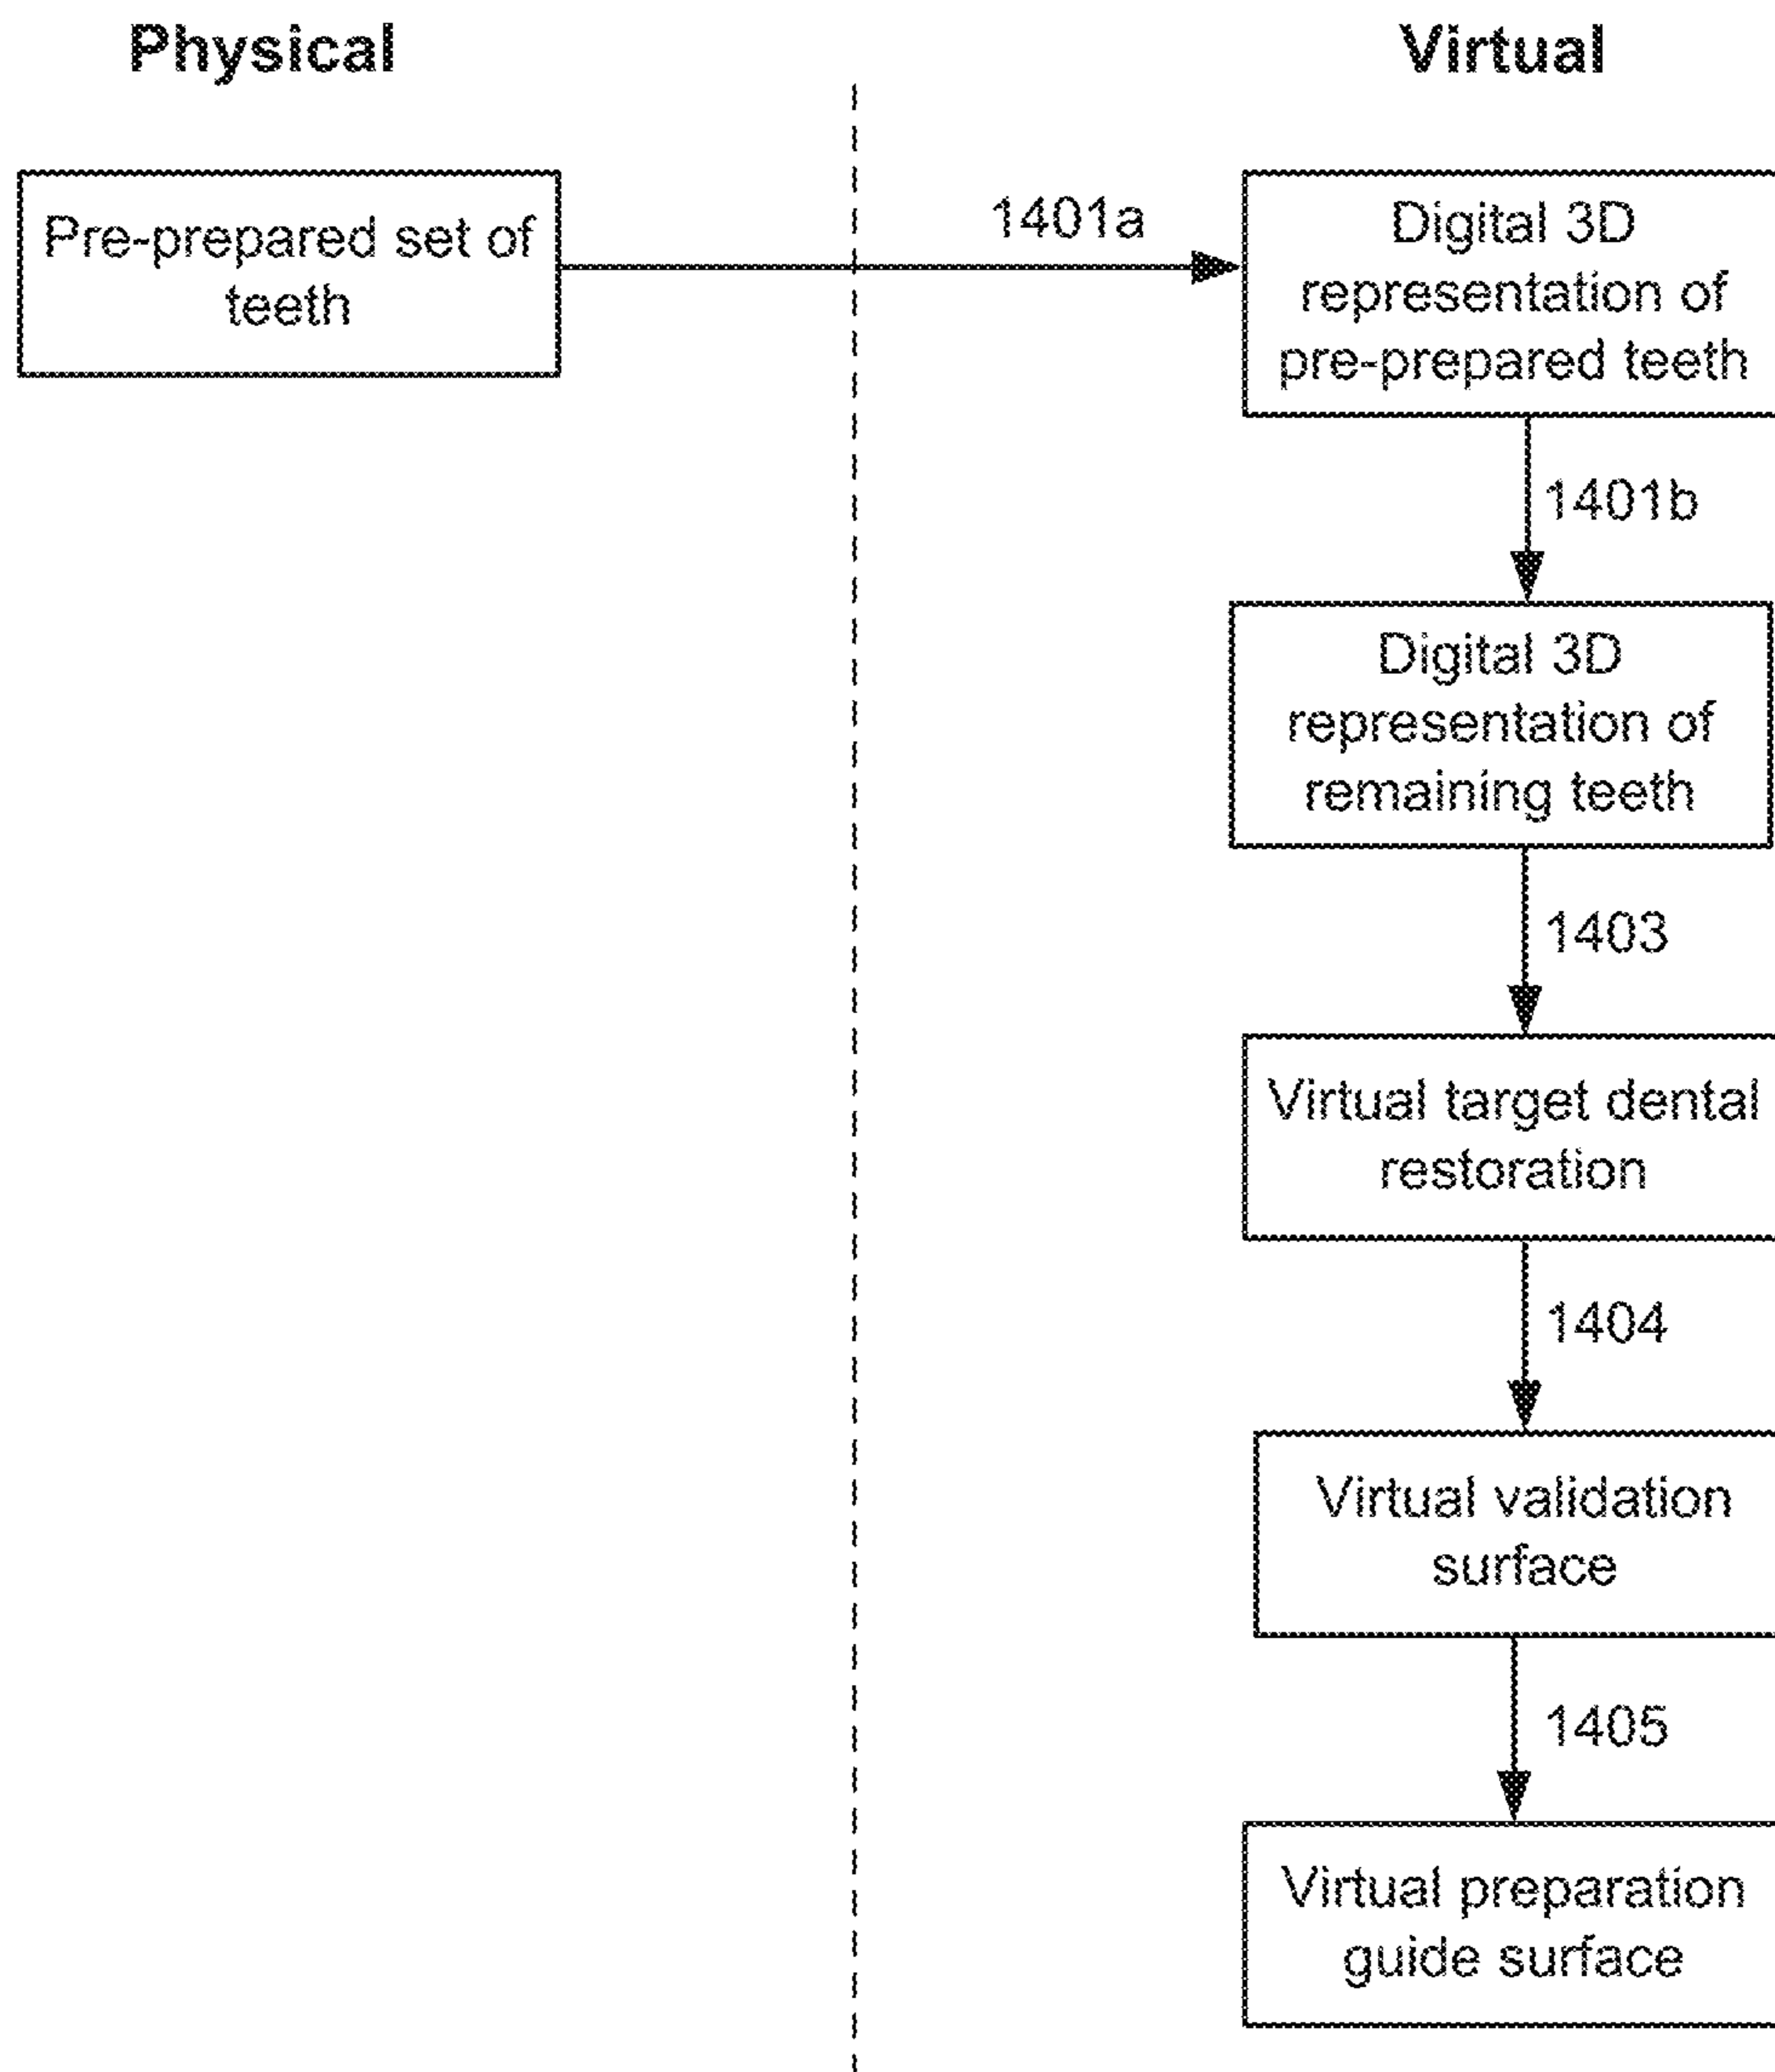 Physical
Virtual
Pre-prepared set of
teeth
1401a
Digital 3D
representation of
pre-prepared teeth
1401b
Digital 3D
representation of
remaining teeth
1403
Virtual target dental
restoration
1404
Virtual validation
surface
1405
Virtual preparation
guide surface